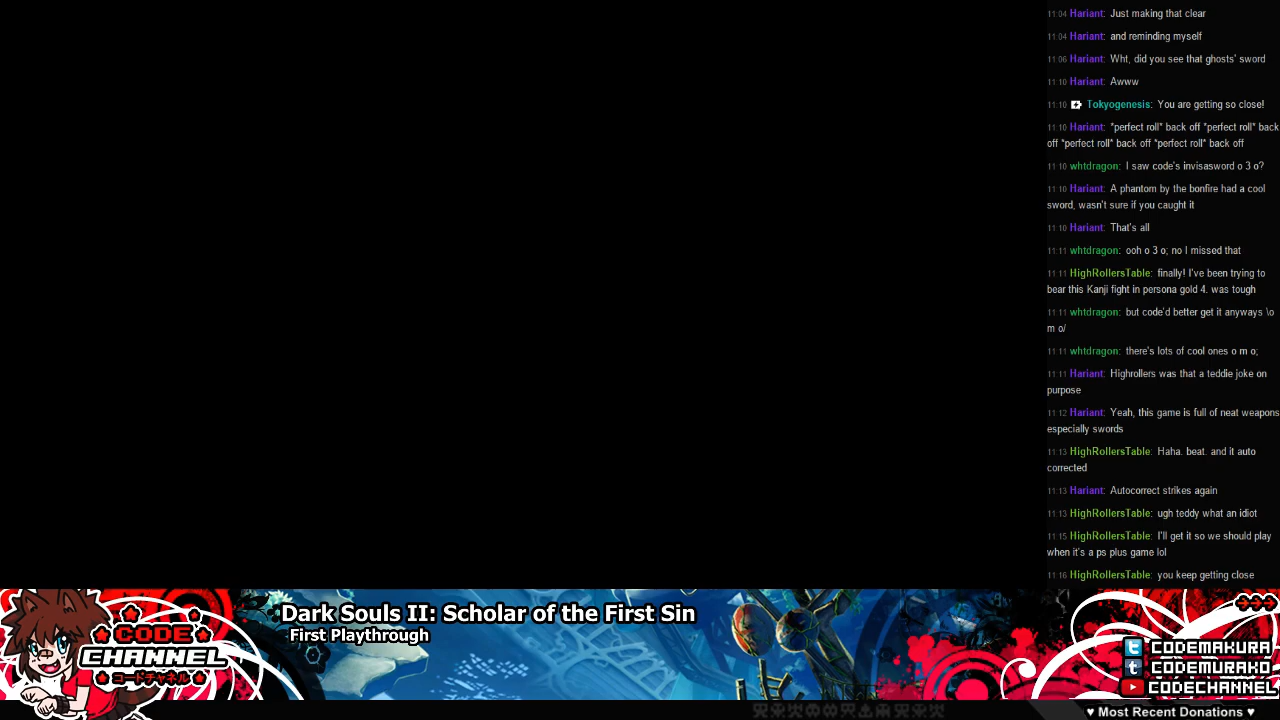 11:04 Hariant: Just making that clear
11:04 Hariant: and reminding myself
11:06 Hariant: Wht, did you see that ghosts' sword
11:10 Hariant: Awww
11:10 Tokyogenesis: You are getting so close!
11:10 Hariant: *perfect roll* back off *perfect roll* back
off *perfect roll* back off *perfect roll* back off
11:10 whtdragon: I saw code's invisasword o 3 o?
11:10 Hariant: A phantom by the bonfire had a cool
sword, wasn't sure if you caught it
11:10 Hariant: That's all
11:11 whtdragon: ooh o 3 o; no I missed that
11:11 HighRollersTable: finally! I've been trying to
bear this Kanji fight in persona gold 4. was tough
11:11 whtdragon: but code'd better get it anyways \o
m o/
11:11 whtdragon: there's lots of cool ones o m o;
11:11 Hariant: Highrollers was that a teddie joke on
purpose
11:12 Hariant: Yeah, this game is full of neat weapons
especially swords
11:13 HighRollersTable: Haha. beat. and it auto
corrected
11:13 Hariant: Autocorrect strikes again
11:13 HighRollersTable: ugh teddy what an idiot
11:15 HighRollersTable: I'll get it so we should play
when it's a ps plus game lol
11:16 HighRollersTable: you keep getting close
Dark Souls II: Scholar of the First Sin
First Playthrough
CODE
CHANNEL
コードチャネル
CODEMAKURA
CODEMURAKO
CODECHANNEL
♥ Most Recent Donations ♥